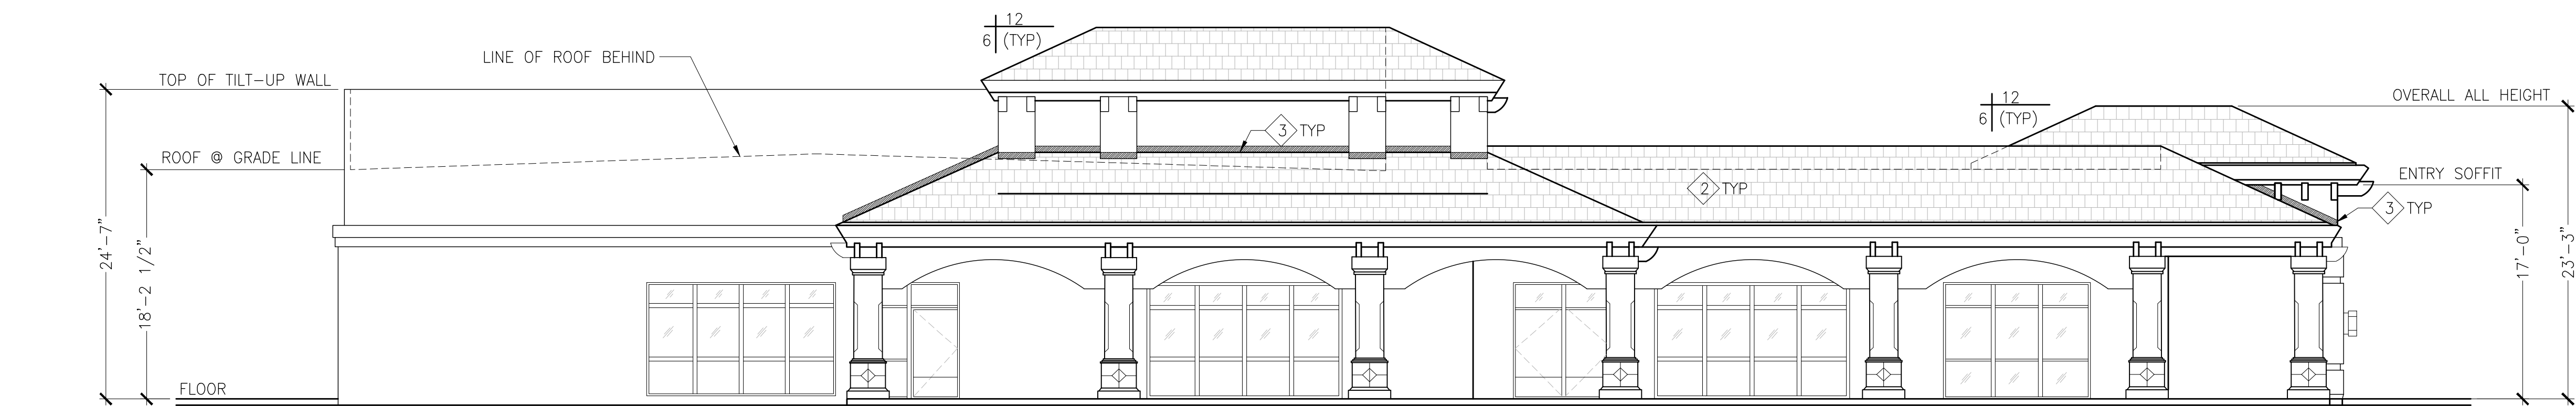 12
6 (TYP)
LINE OF ROOF BEHIND
TOP OF TILT-UP WALL
12
6 (TYP)
OVERALL ALL HEIGHT
3 TYP
ROOF @ GRADE LINE
ENTRY SOFFIT
2 TYP
3 TYP
24'-7"
18'-2 1/2"
17'-0"
23'-3"
FLOOR